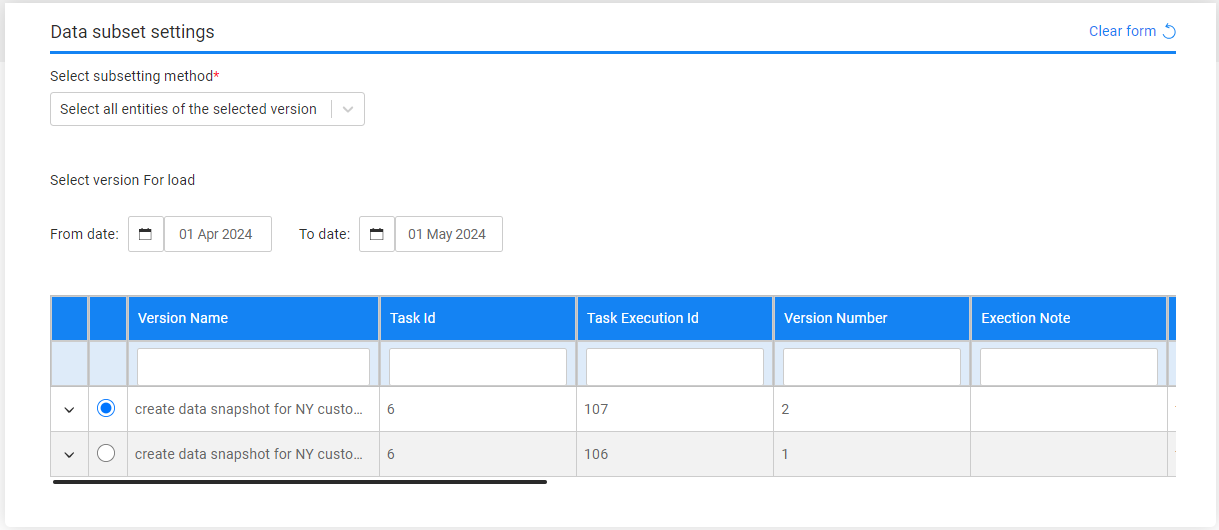 Data subset settings
Clear form
Select subsetting method*
Select all entities of the selected version
Select version For load
From date: 01 Apr 2024 To date: 01 May 2024
Version Name Task Id Task Execution Id Version Number Exection Note
create data snapshot for NY custo... 6 107 2
create data snapshot for NY custo... 6 106 1